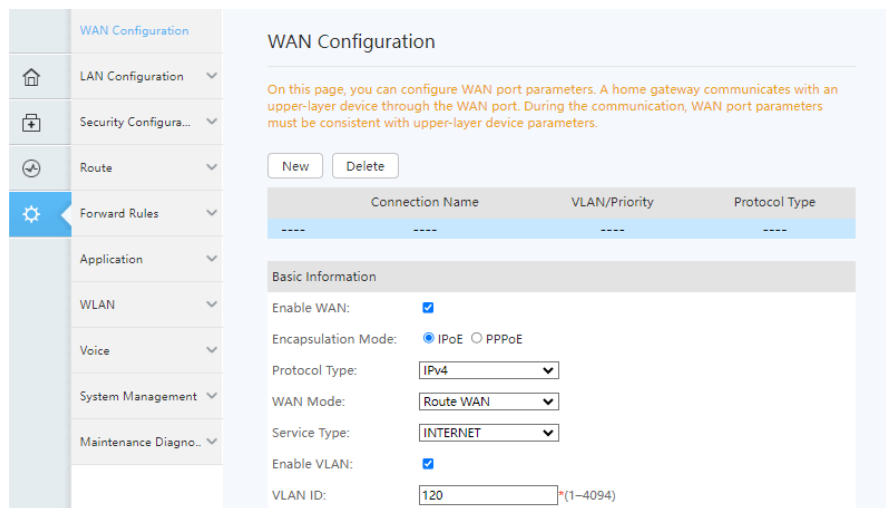 WAN Configuration
LAN Configuration
Security Configura...
Route
Forward Rules
Application
WLAN
Voice
System Management
Maintenance Diagno..
WAN Configuration
On this page, you can configure WAN port parameters. A home gateway communicates with an
upper-layer device through the WAN port. During the communication, WAN port parameters
must be consistent with upper-layer device parameters.
New Delete
Connection Name VLAN/Priority Protocol Type
---- ---- ---- ----
Basic Information
Enable WAN:
Encapsulation Mode: IPoE PPPoE
Protocol Type: IPv4
WAN Mode: Route WAN
Service Type: INTERNET
Enable VLAN:
VLAN ID: 120 *(1–4094)